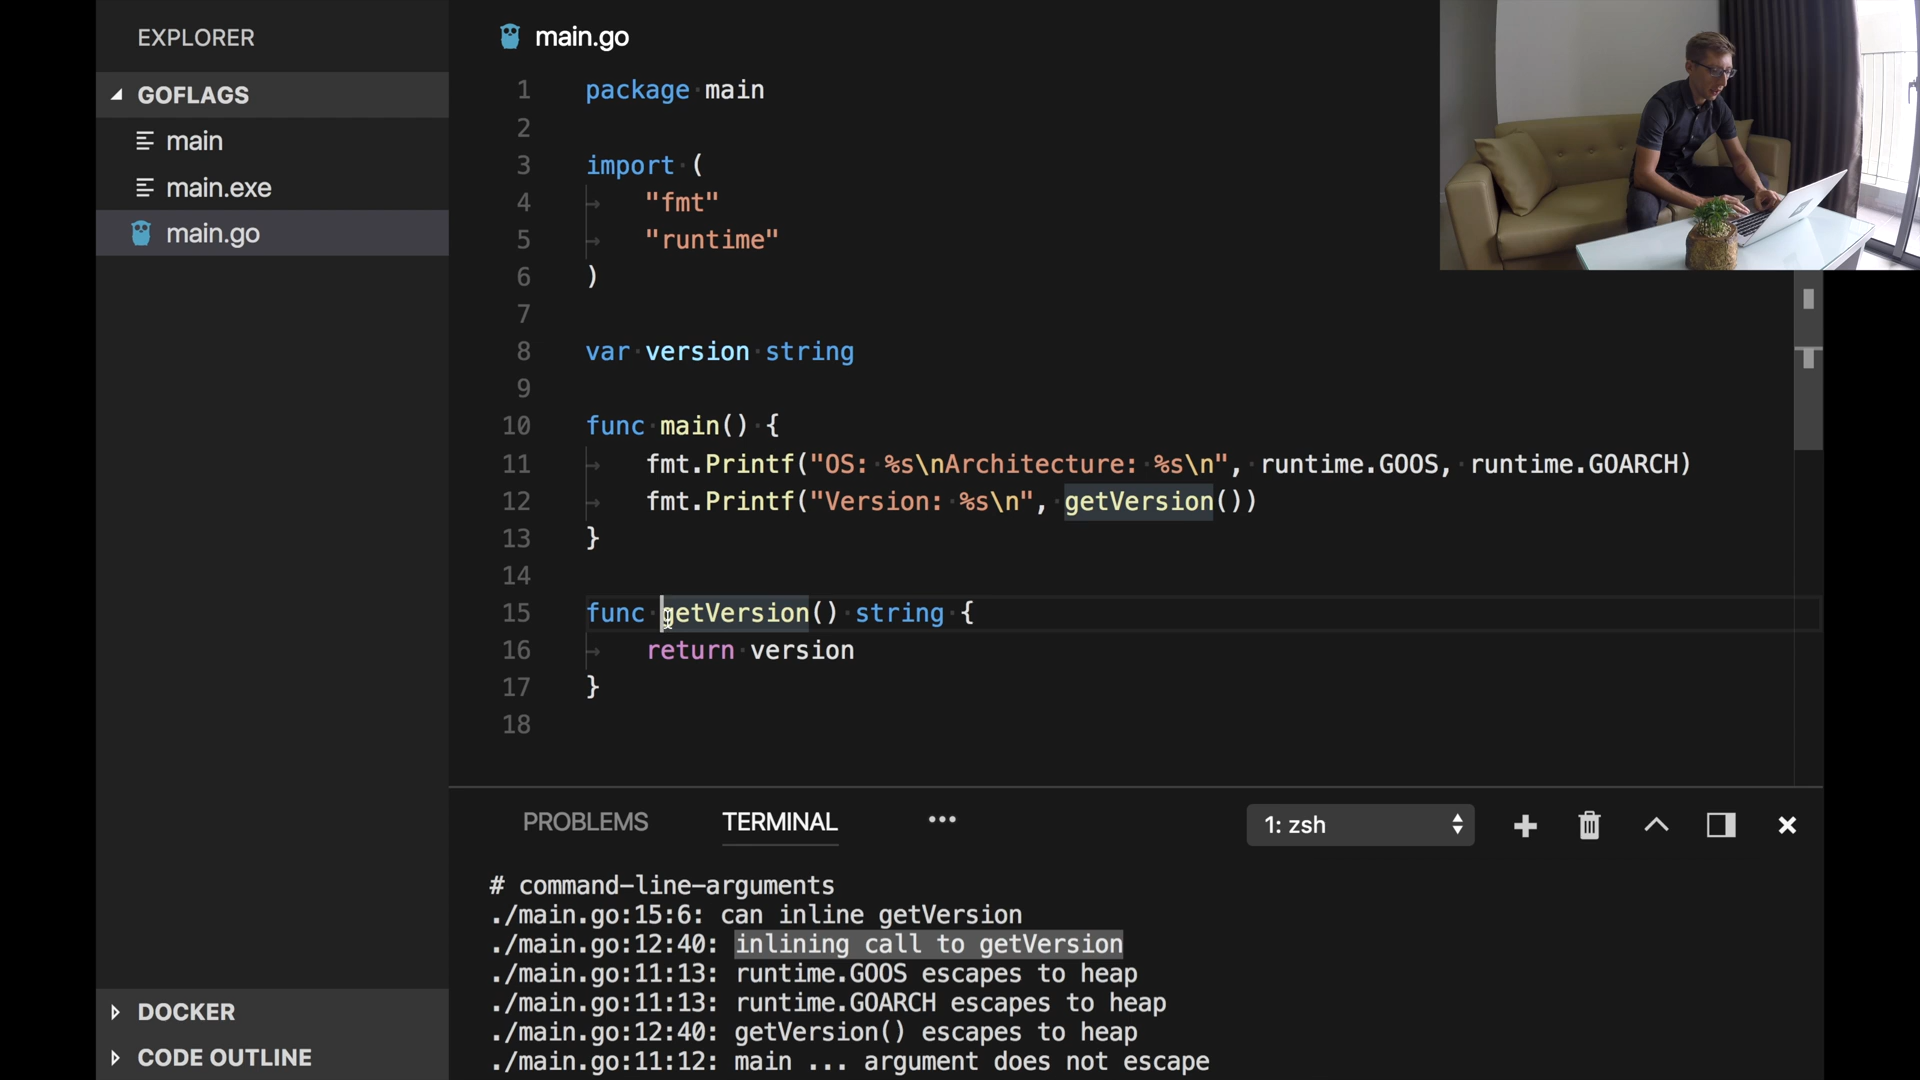 EXPLORER
GOFLAGS
main
main.exe
main.go
DOCKER
CODE OUTLINE
main.go
1 package main
2
3 import (
4 "fmt"
5 "runtime"
6 )
7
8 var version string
9
10 func main() {
11 fmt.Printf("OS: %s\nArchitecture: %s\n", runtime.GOOS, runtime.GOARCH)
12 fmt.Printf("Version: %s\n", getVersion())
13 }
14
15 func getVersion() string {
16 return version
17 }
18
PROBLEMS TERMINAL ••• 1: zsh
# command-line-arguments
./main.go:15:6: can inline getVersion
./main.go:12:40: inlining call to getVersion
./main.go:11:13: runtime.GOOS escapes to heap
./main.go:11:13: runtime.GOARCH escapes to heap
./main.go:12:40: getVersion() escapes to heap
./main.go:11:12: main ... argument does not escape